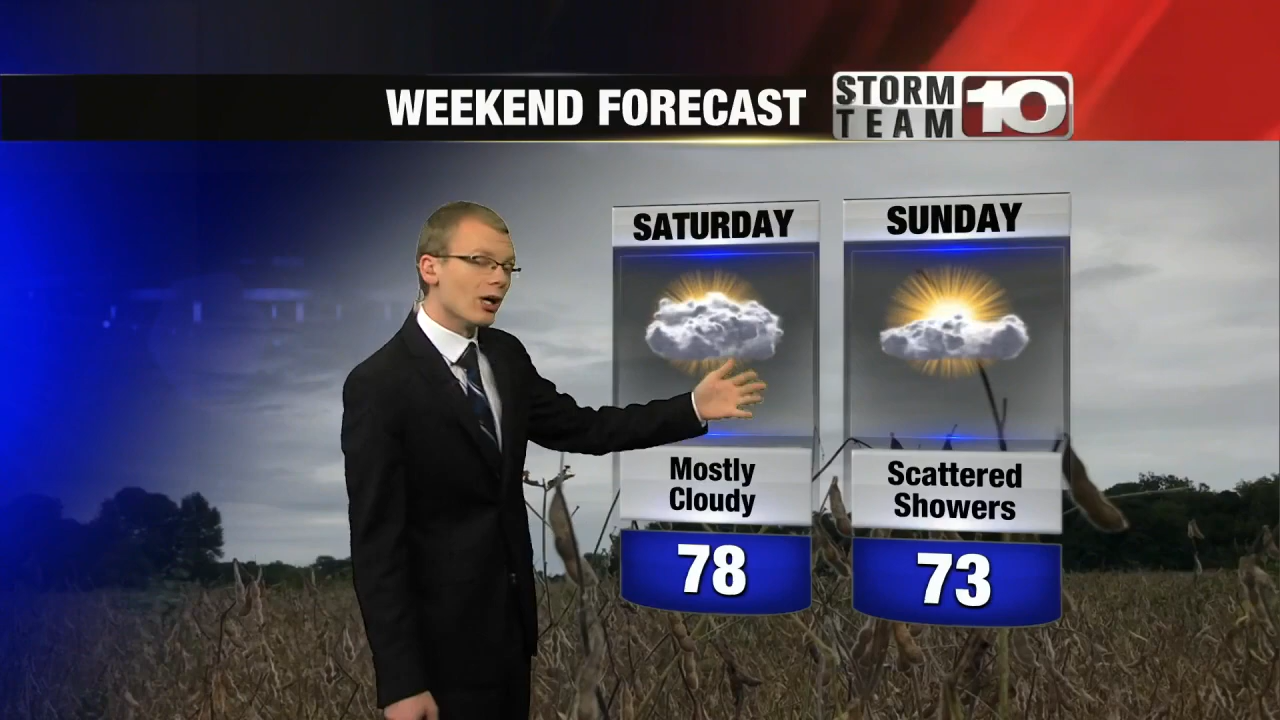 WEEKEND FORECAST
STORM
TEAM
10
SATURDAY
Mostly
Cloudy
78
SUNDAY
Scattered
Showers
73